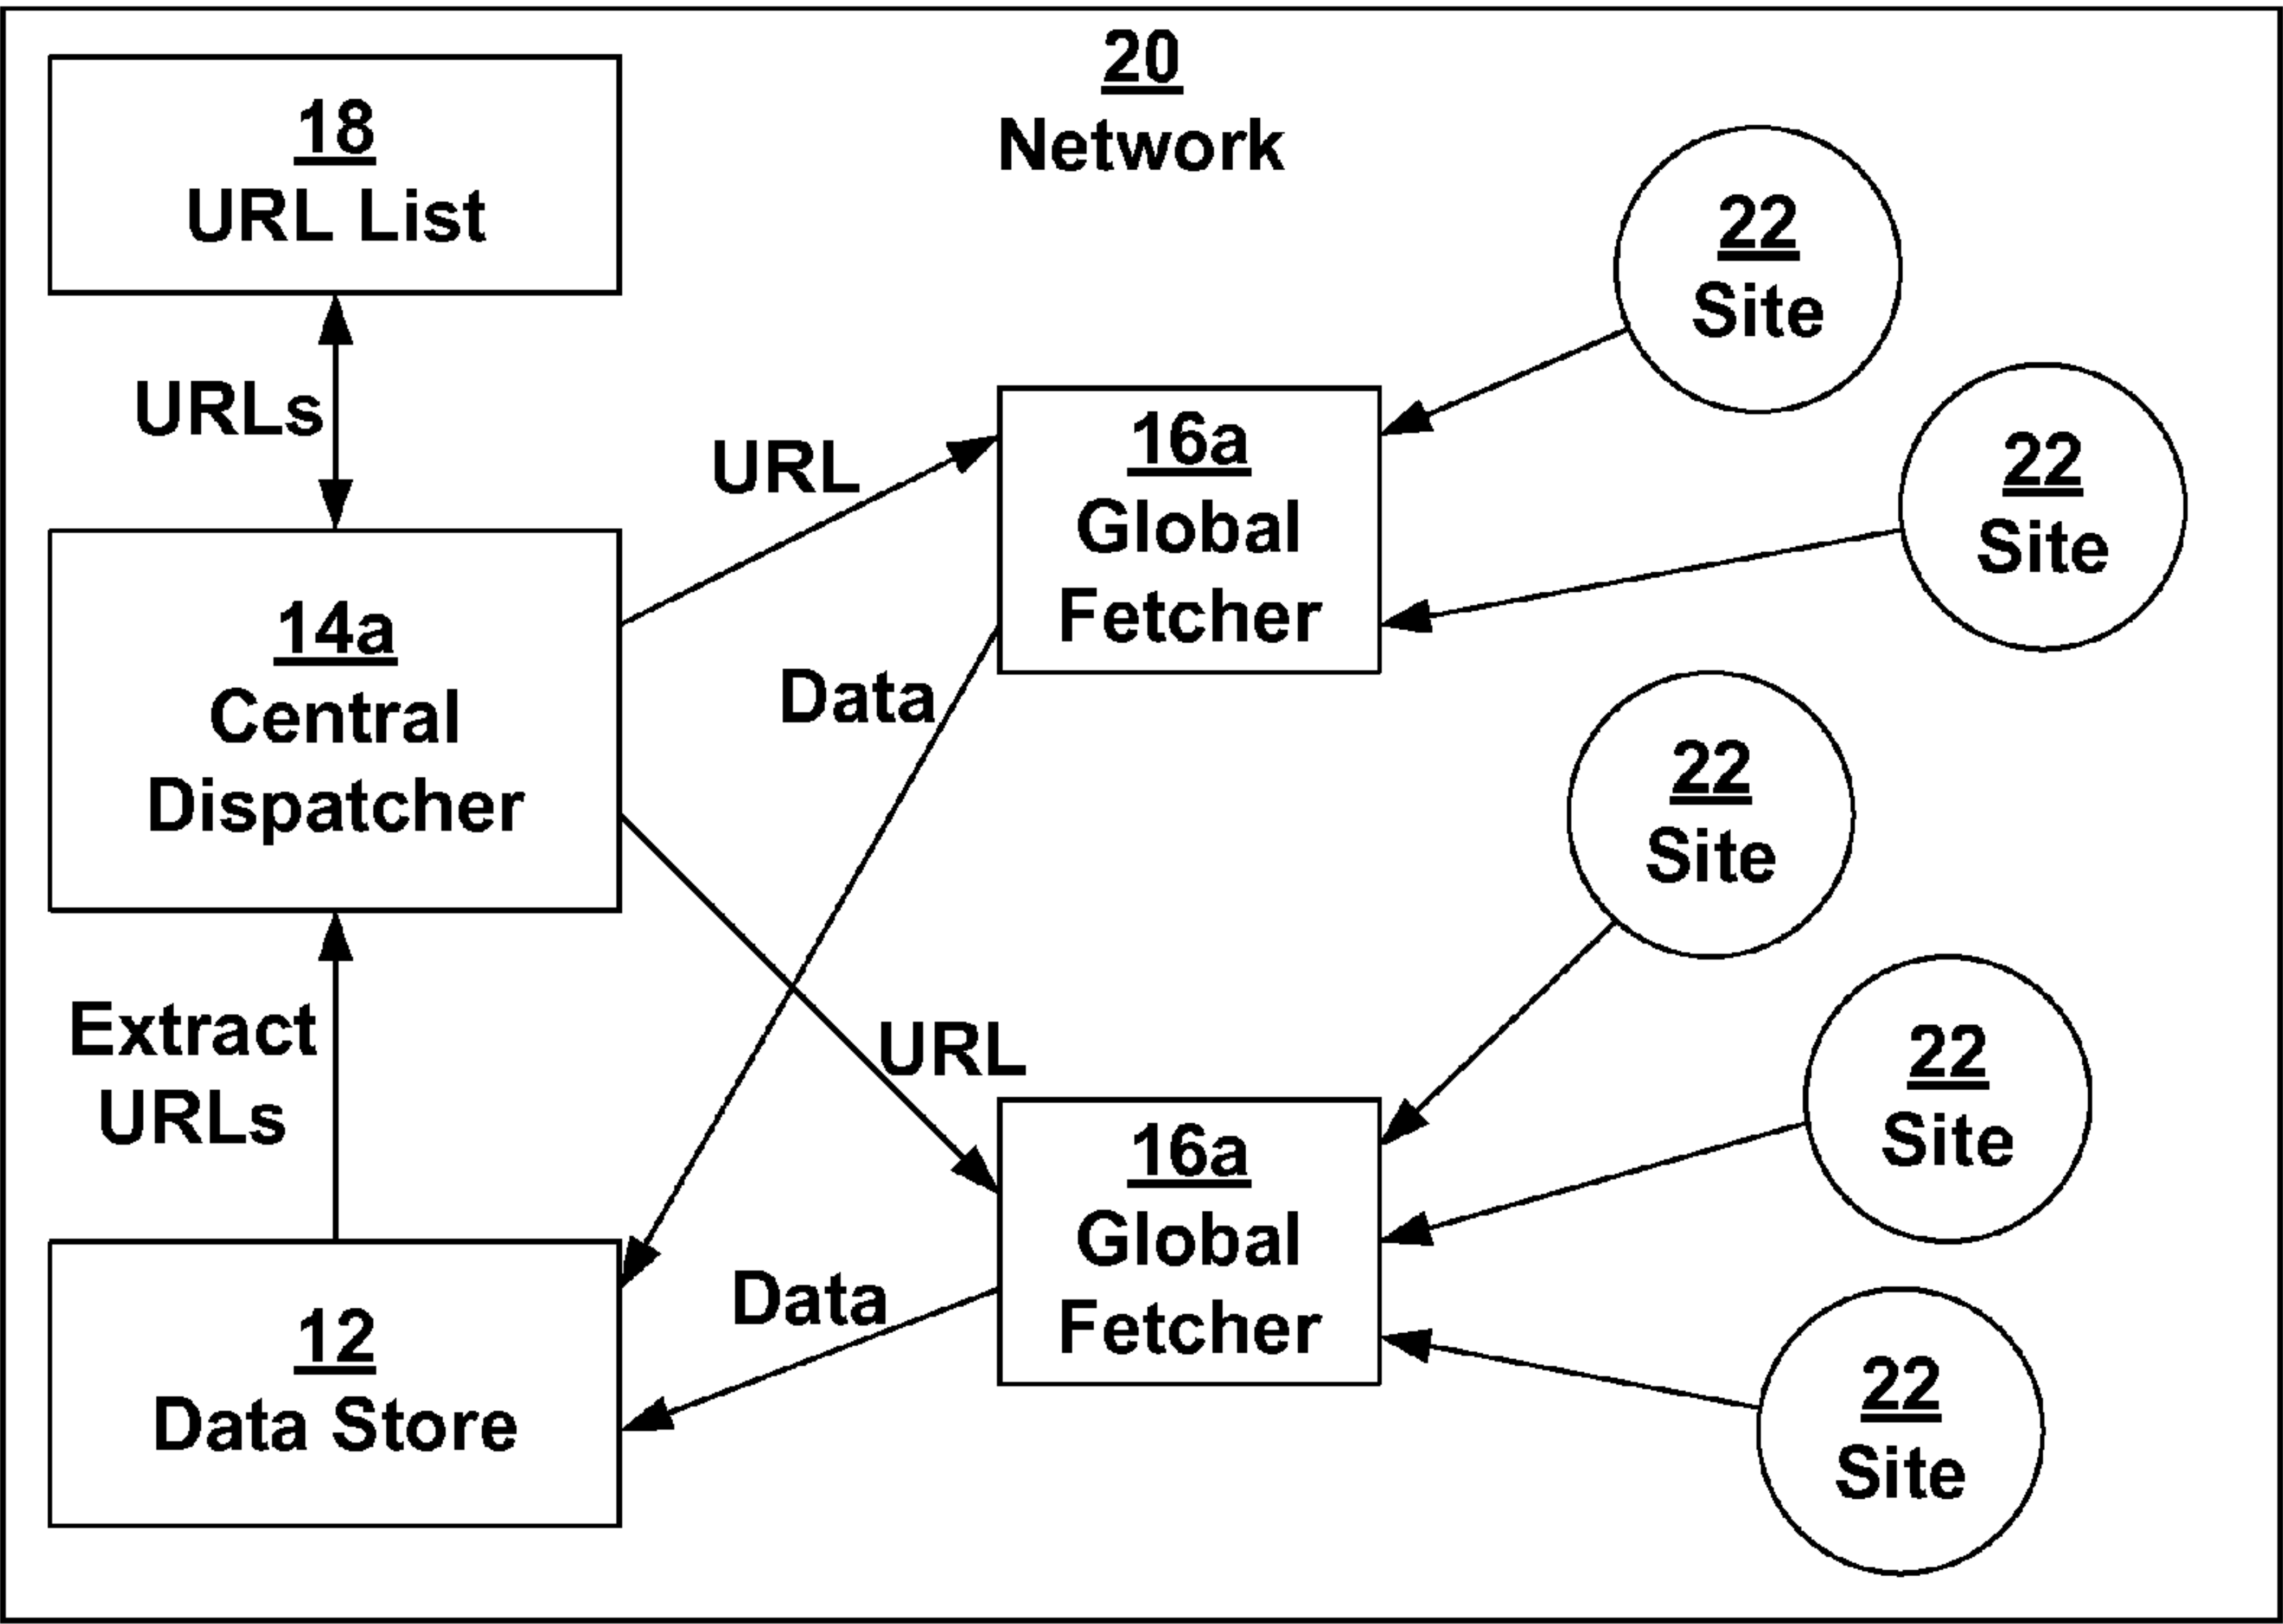 20
Network
18
URL List
22
Site
URLs
22
Site
URL
16a
Global
Fetcher
14a
Central
Dispatcher
Data
22
Site
Extract
URLs
URL
22
Site
16a
Global
Fetcher
Data
12
Data Store
22
Site